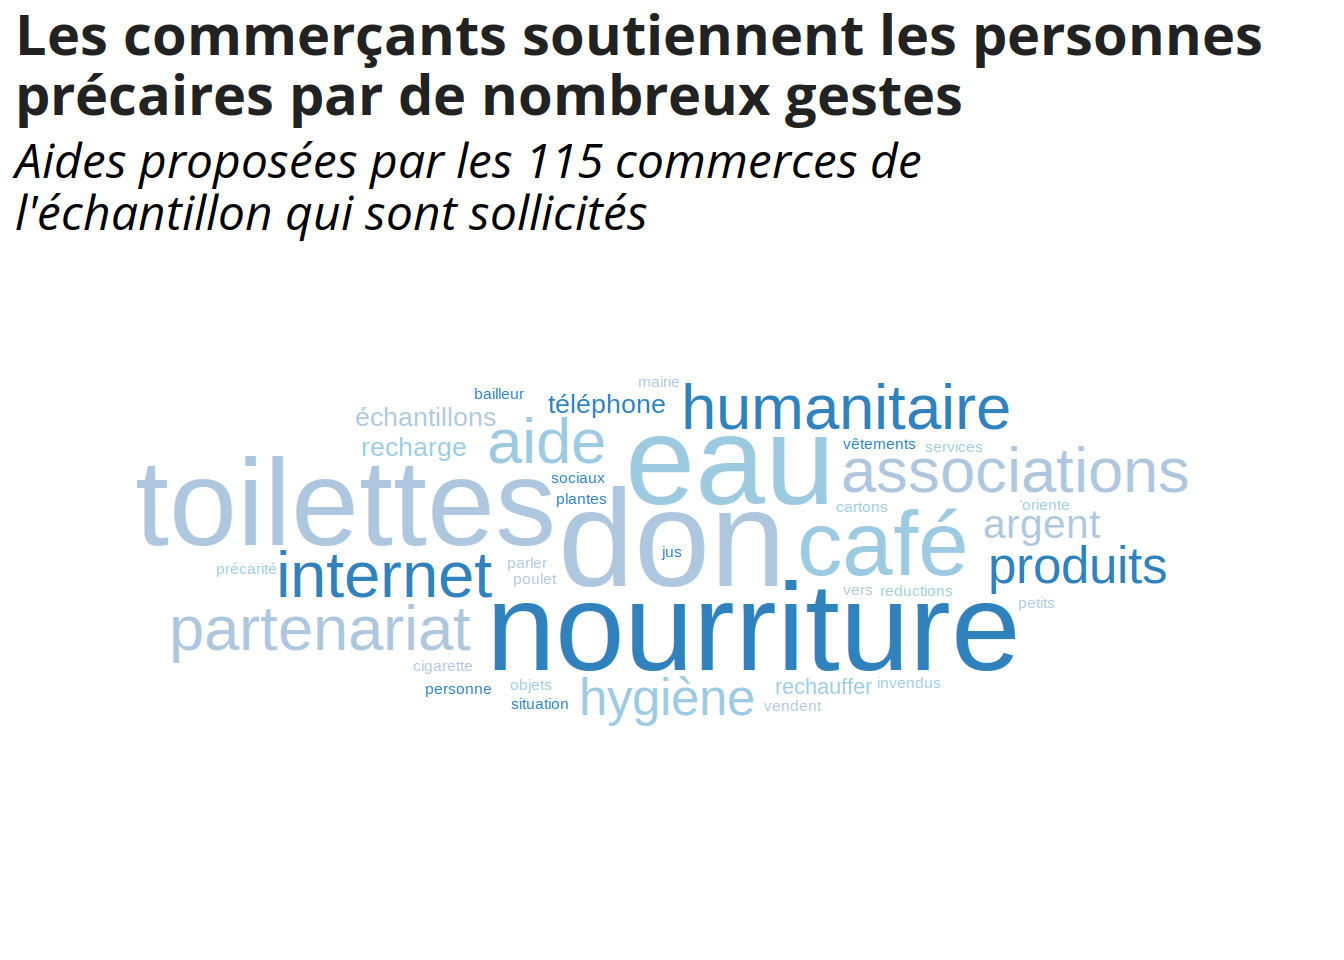 Les commerçants soutiennent les personnes
précaires par de nombreux gestes
Aides proposées par les 115 commerces de
l'échantillon qui sont sollicités
mairie
bailleur
téléphone
humanitaire
échantillons
aide
eau
vêtements
services
recharge
toilettes
sociaux
associations
plantes
don
cartons
'oriente
café
argent
jus
parler
produits
précarité
internet
poulet
vers
reductions
petits
partenariat
nourriture
cigarette
personne
objets
hygiène
rechauffer
invendus
situation
vendent